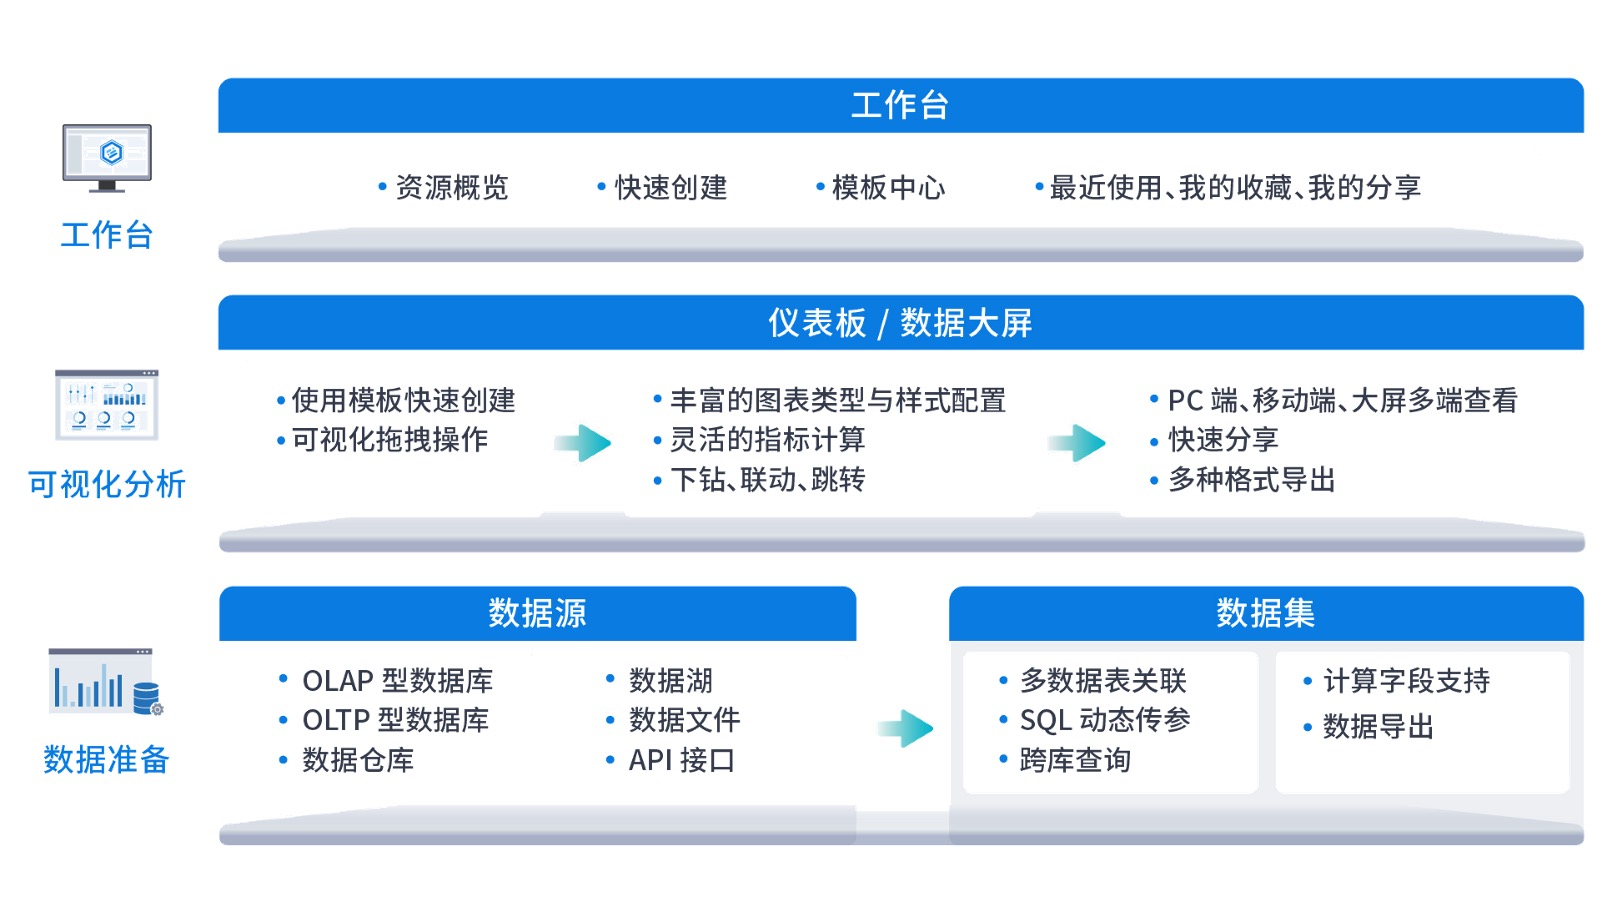 工作台
工作台
• 资源概览
• 快速创建
• 模板中心
• 最近使用、我的收藏、我的分享
可视化分析
仪表板 / 数据大屏
• 使用模板快速创建
• 可视化拖拽操作
• 丰富的图表类型与样式配置
• 灵活的指标计算
• 下钻、联动、跳转
• PC 端、移动端、大屏多端查看
• 快速分享
• 多种格式导出
数据准备
数据源
• OLAP 型数据库
• OLTP 型数据库
• 数据仓库
• 数据湖
• 数据文件
• API 接口
数据集
• 多数据表关联
• SQL 动态传参
• 跨库查询
• 计算字段支持
• 数据导出